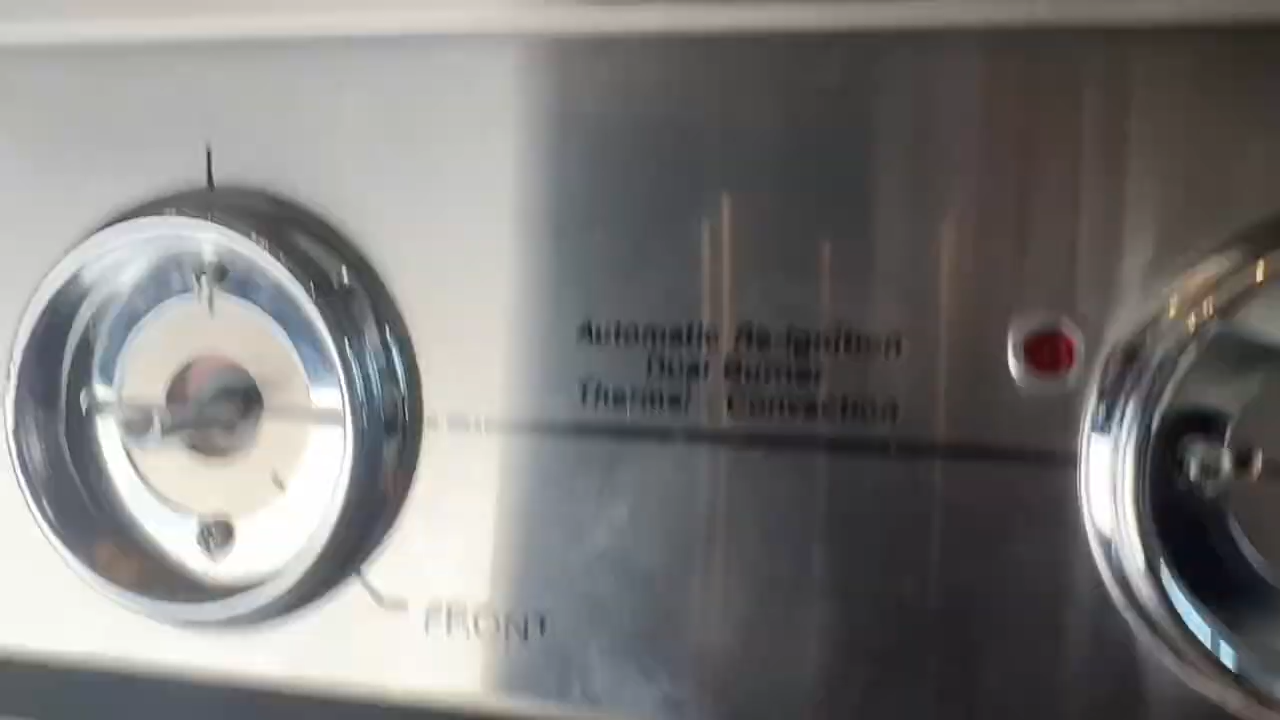 Automatic Re-Ignition
Dual Burner
Thermal Convection
FRONT